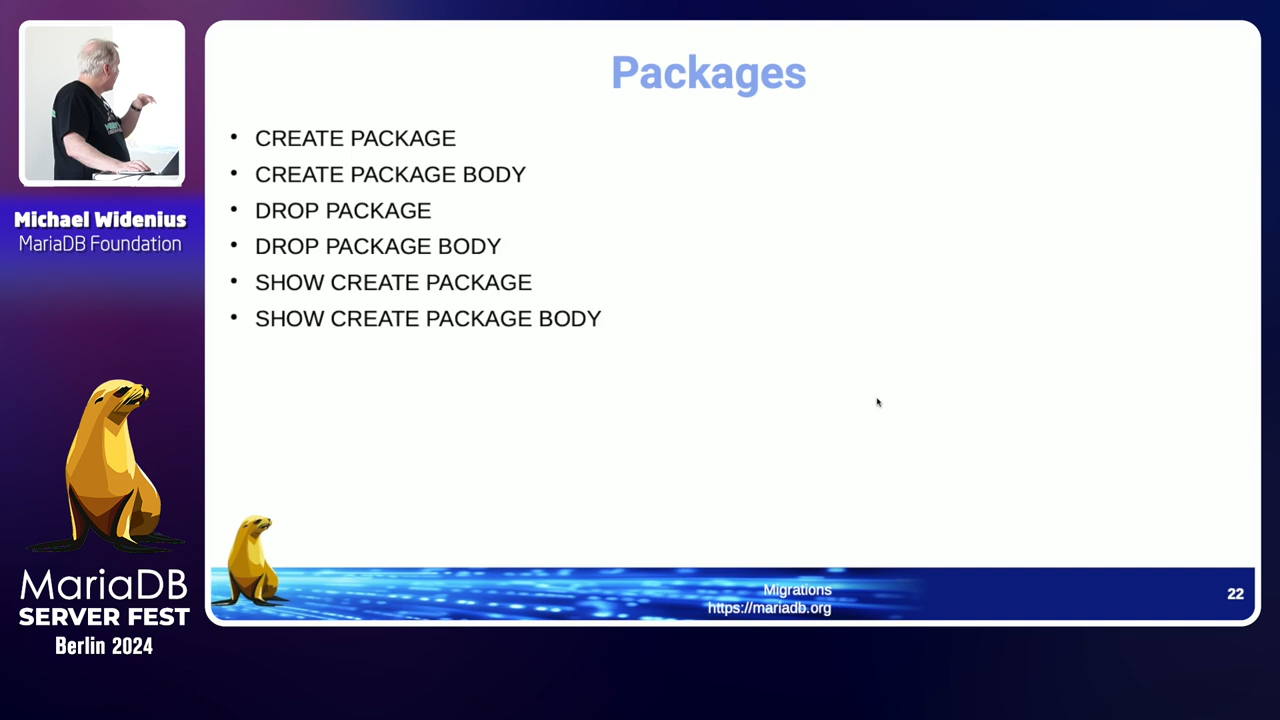 Packages
• CREATE PACKAGE
• CREATE PACKAGE BODY
• DROP PACKAGE
• DROP PACKAGE BODY
• SHOW CREATE PACKAGE
• SHOW CREATE PACKAGE BODY
Migrations
https://mariadb.org
22
Michael Widenius
MariaDB Foundation
MariaDB
SERVER FEST
Berlin 2024